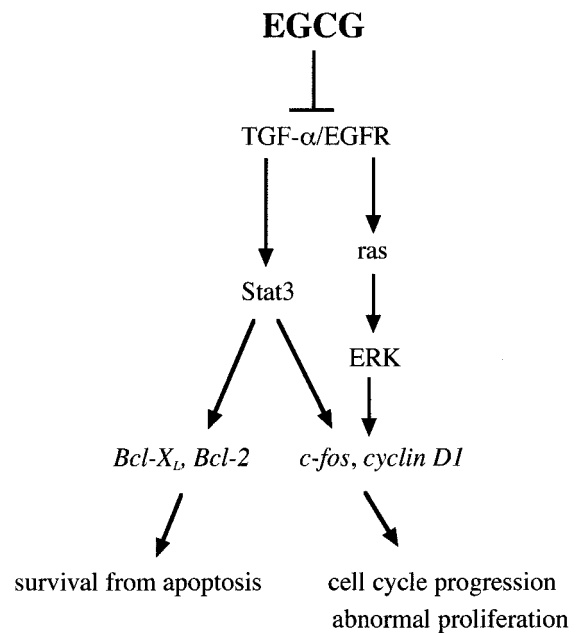 EGCG
TGF-α/EGFR
ras
Stat3
ERK
Bcl-X_L, Bcl-2
c-fos, cyclin D1
survival from apoptosis
cell cycle progression
abnormal proliferation